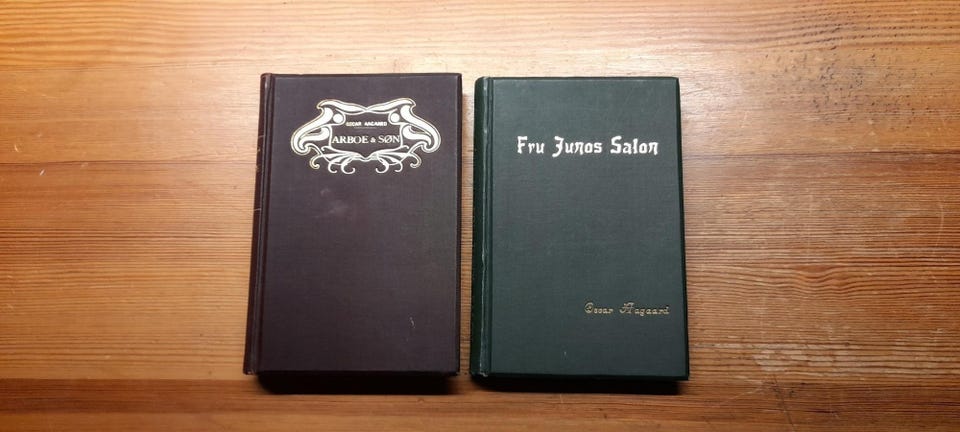 OSCAR AAGAARD
ARBOE & SØN
Fru Junos Salon
Oscar Aagaard